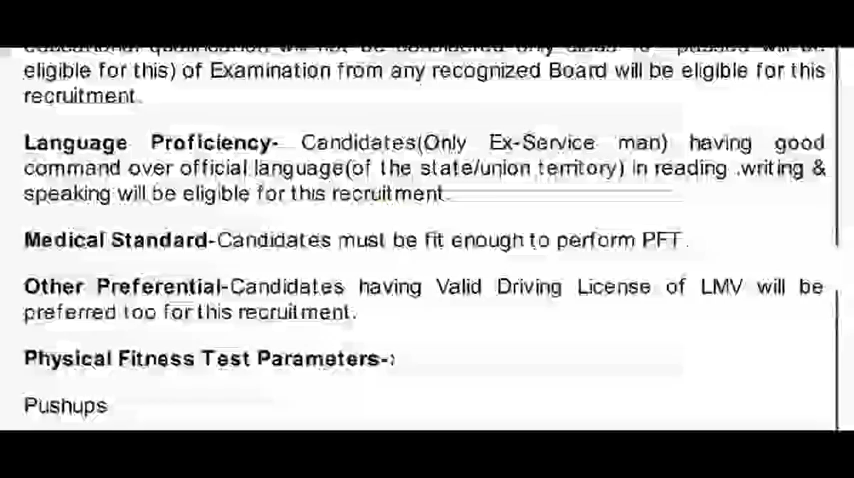 eligible for this) of Examination from any recognized Board will be eligible for this
recruitment.
Language Proficiency- Candidates(Only Ex-Service man) having good
command over official language(of the state/union territory) in reading ,writing &
speaking will be eligible for this recruitment.
Medical Standard-Candidates must be fit enough to perform PFT.
Other Preferential-Candidates having Valid Driving License of LMV will be
preferred too for this recruitment.
Physical Fitness Test Parameters-:
Pushups